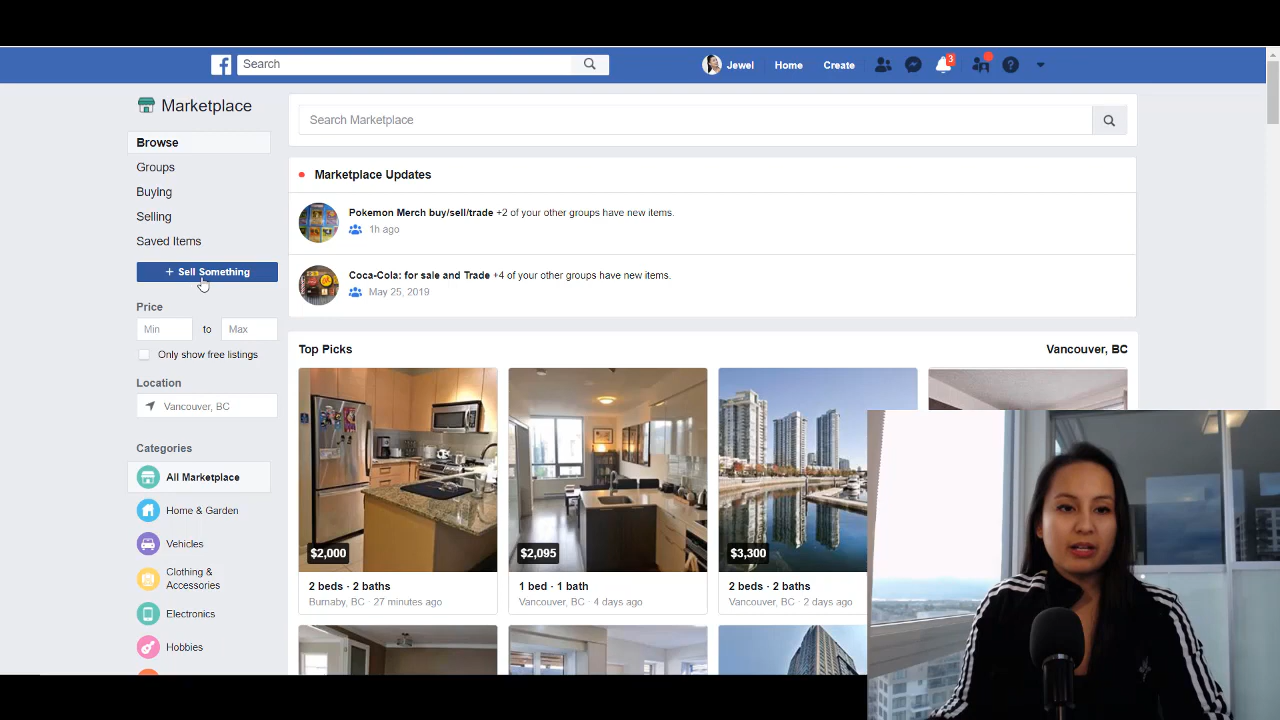 Search
Jewel
Home
Create
3
Marketplace
Browse
Groups
Buying
Selling
Saved Items
+ Sell Something
Price
Min
to
Max
Only show free listings
Location
Vancouver, BC
Categories
All Marketplace
Home & Garden
Vehicles
Clothing &
Accessories
Electronics
Hobbies
Search Marketplace
Marketplace Updates
Pokemon Merch buy/sell/trade +2 of your other groups have new items.
1h ago
Coca-Cola: for sale and Trade +4 of your other groups have new items.
May 25, 2019
Top Picks
Vancouver, BC
$2,000
2 beds · 2 baths
Burnaby, BC · 27 minutes ago
$2,095
1 bed · 1 bath
Vancouver, BC · 4 days ago
$3,300
2 beds · 2 baths
Vancouver, BC · 2 days ago